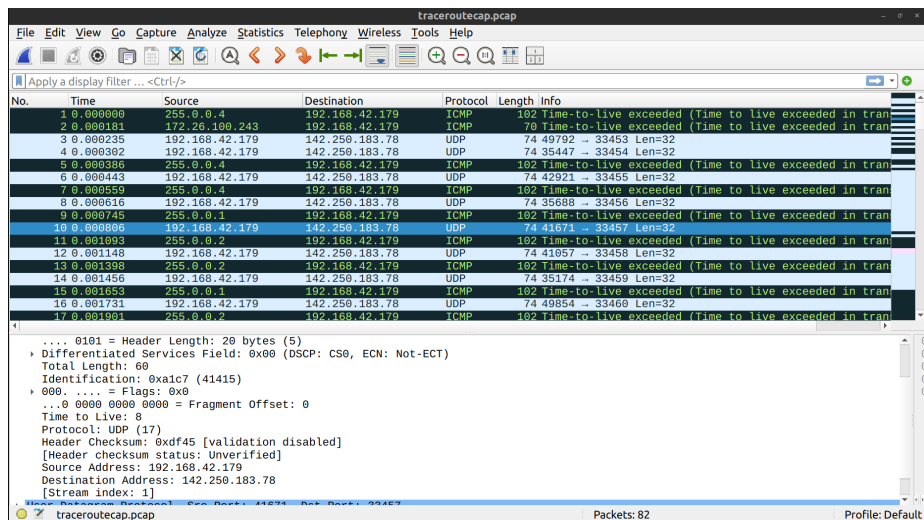 traceroutecap.pcap
File Edit View Go Capture Analyze Statistics Telephony Wireless Tools Help
Apply a display filter … <Ctrl-/>
No. Time Source Destination Protocol Length Info
1 0.000000 255.0.0.4 192.168.42.179 ICMP 102 Time-to-live exceeded (Time to live exceeded in tran
2 0.000181 172.26.100.243 192.168.42.179 ICMP 70 Time-to-live exceeded (Time to live exceeded in tran
3 0.000235 192.168.42.179 142.250.183.78 UDP 74 49792 → 33453 Len=32
4 0.000302 192.168.42.179 142.250.183.78 UDP 74 35447 → 33454 Len=32
5 0.000386 255.0.0.4 192.168.42.179 ICMP 102 Time-to-live exceeded (Time to live exceeded in tran
6 0.000443 192.168.42.179 142.250.183.78 UDP 74 42921 → 33455 Len=32
7 0.000559 255.0.0.4 192.168.42.179 ICMP 102 Time-to-live exceeded (Time to live exceeded in tran
8 0.000616 192.168.42.179 142.250.183.78 UDP 74 35688 → 33456 Len=32
9 0.000745 255.0.0.1 192.168.42.179 ICMP 102 Time-to-live exceeded (Time to live exceeded in tran
10 0.000806 192.168.42.179 142.250.183.78 UDP 74 41671 → 33457 Len=32
11 0.001093 255.0.0.2 192.168.42.179 ICMP 102 Time-to-live exceeded (Time to live exceeded in tran
12 0.001148 192.168.42.179 142.250.183.78 UDP 74 41057 → 33458 Len=32
13 0.001398 255.0.0.2 192.168.42.179 ICMP 102 Time-to-live exceeded (Time to live exceeded in tran
14 0.001456 192.168.42.179 142.250.183.78 UDP 74 35174 → 33459 Len=32
15 0.001653 255.0.0.1 192.168.42.179 ICMP 102 Time-to-live exceeded (Time to live exceeded in tran
16 0.001731 192.168.42.179 142.250.183.78 UDP 74 49854 → 33460 Len=32
17 0.001901 255.0.0.2 192.168.42.179 ICMP 102 Time-to-live exceeded (Time to live exceeded in tran
.... 0101 = Header Length: 20 bytes (5)
Differentiated Services Field: 0x00 (DSCP: CS0, ECN: Not-ECT)
Total Length: 60
Identification: 0xa1c7 (41415)
000. .... = Flags: 0x0
...0 0000 0000 0000 = Fragment Offset: 0
Time to Live: 8
Protocol: UDP (17)
Header Checksum: 0xdf45 [validation disabled]
[Header checksum status: Unverified]
Source Address: 192.168.42.179
Destination Address: 142.250.183.78
[Stream index: 1]
User Datagram Protocol, Src Port: 41671, Dst Port: 33457
traceroutecap.pcap Packets: 82 Profile: Default